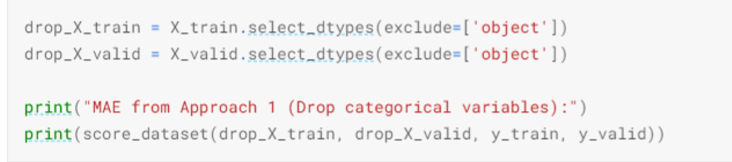 drop_X_train = X_train.select_dtypes(exclude=['object'])
drop_X_valid = X_valid.select_dtypes(exclude=['object'])
print("MAE from Approach 1 (Drop categorical variables):")
print(score_dataset(drop_X_train, drop_X_valid, y_train, y_valid))